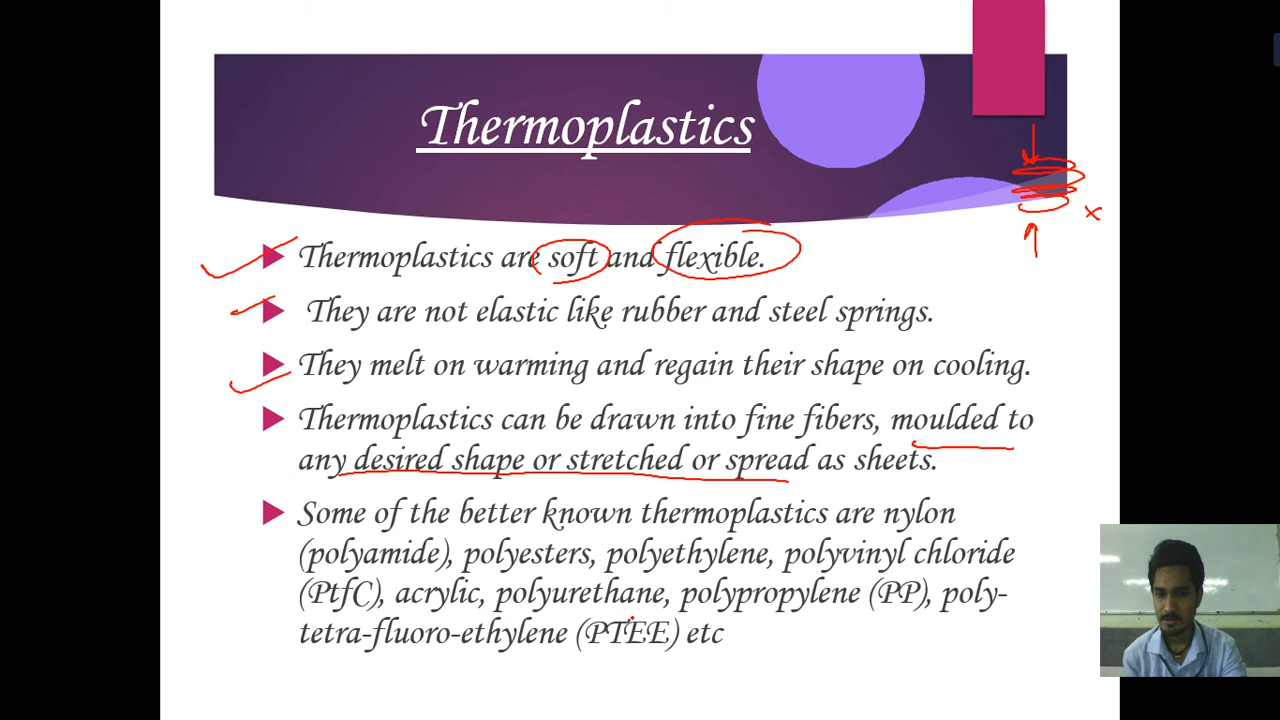 Thermoplastics
Thermoplastics are soft and flexible.
They are not elastic like rubber and steel springs.
They melt on warming and regain their shape on cooling.
Thermoplastics can be drawn into fine fibers, moulded to
any desired shape or stretched or spread as sheets.
Some of the better known thermoplastics are nylon
(polyamide), polyesters, polyethylene, polyvinyl chloride
(PtfC), acrylic, polyurethane, polypropylene (PP), poly-
tetra-fluoro-ethylene (PTEE) etc
x